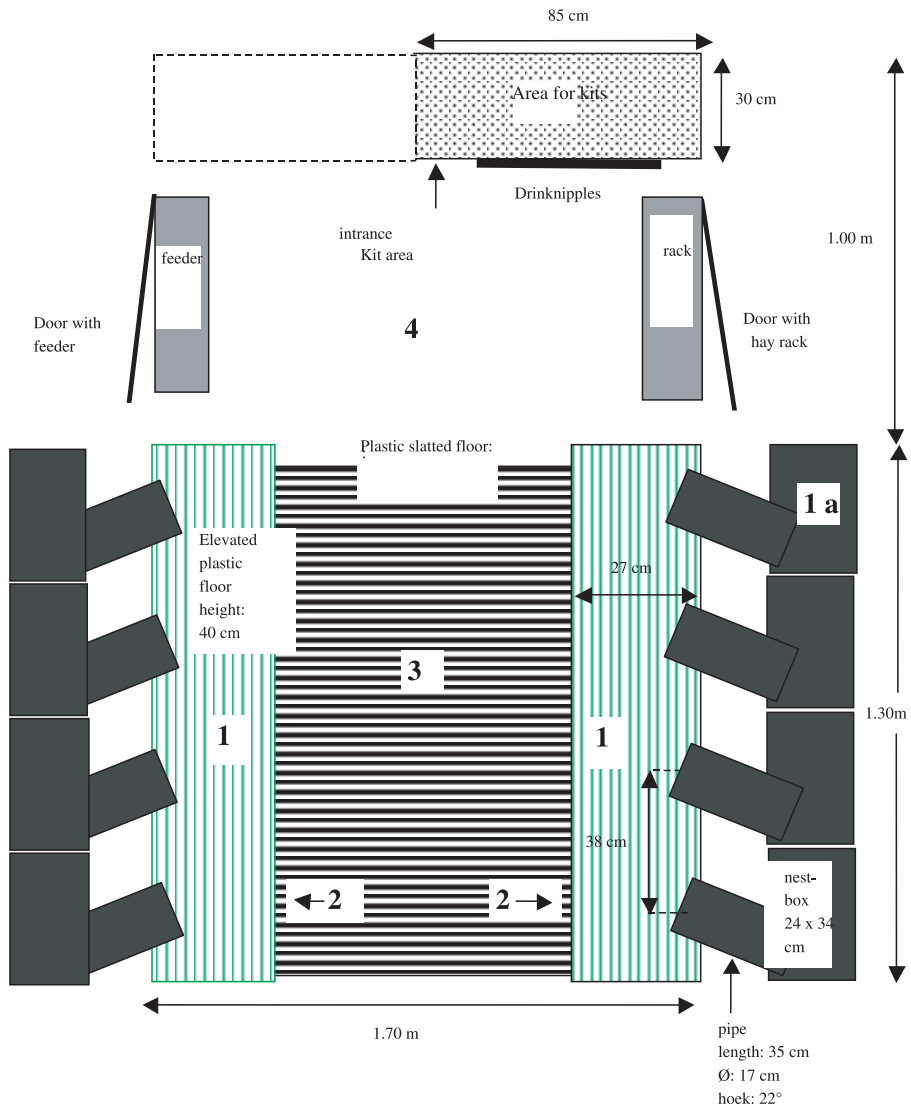 85 cm
Area for kits
30 cm
Drinknipples
intrance
Kit area
1.00 m
feeder
rack
Door with
feeder
4
Door with
hay rack
Plastic slatted floor:
1 a
Elevated
plastic
floor
height:
40 cm
27 cm
3
1
1
1.30m
38 cm
2
2
nest-
box
24 x 34
cm
1.70 m
pipe
length: 35 cm
Ø: 17 cm
hoek: 22°